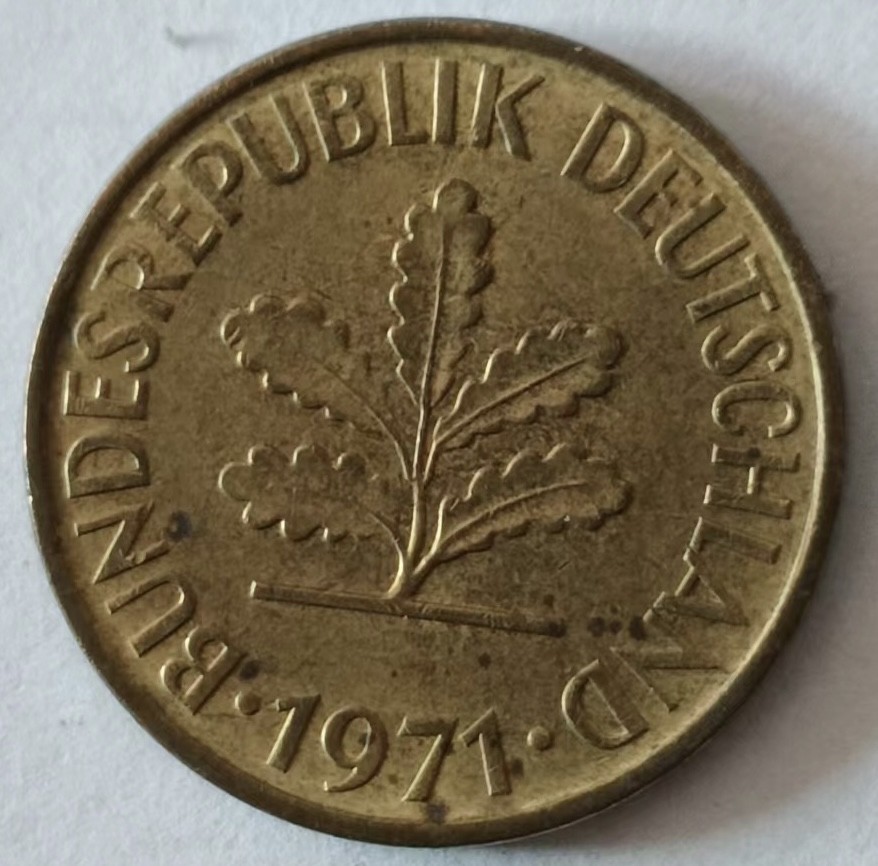 BUNDESREPUBLIK DEUTSCHLAND
· 1971 ·